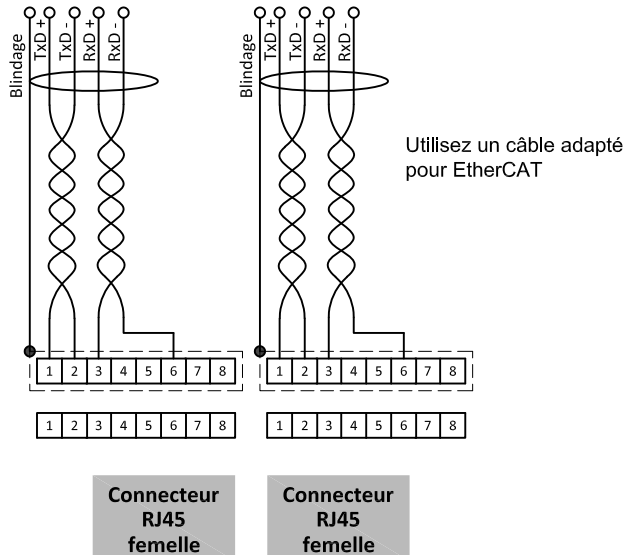 Blindage
TxD +
TxD -
RxD +
RxD -
Blindage
TxD +
TxD -
RxD +
RxD -
Utilisez un câble adapté
pour EtherCAT
1 2 3 4 5 6 7 8
1 2 3 4 5 6 7 8
1 2 3 4 5 6 7 8
1 2 3 4 5 6 7 8
Connecteur
RJ45
femelle
Connecteur
RJ45
femelle